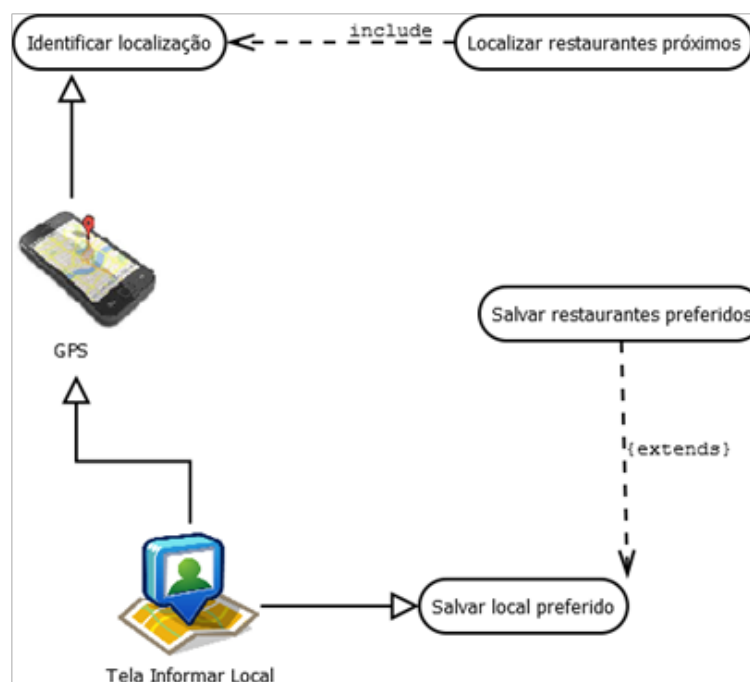 Identificar localização
include
Localizar restaurantes próximos
GPS
Salvar restaurantes preferidos
{extends}
Salvar local preferido
Tela Informar Local